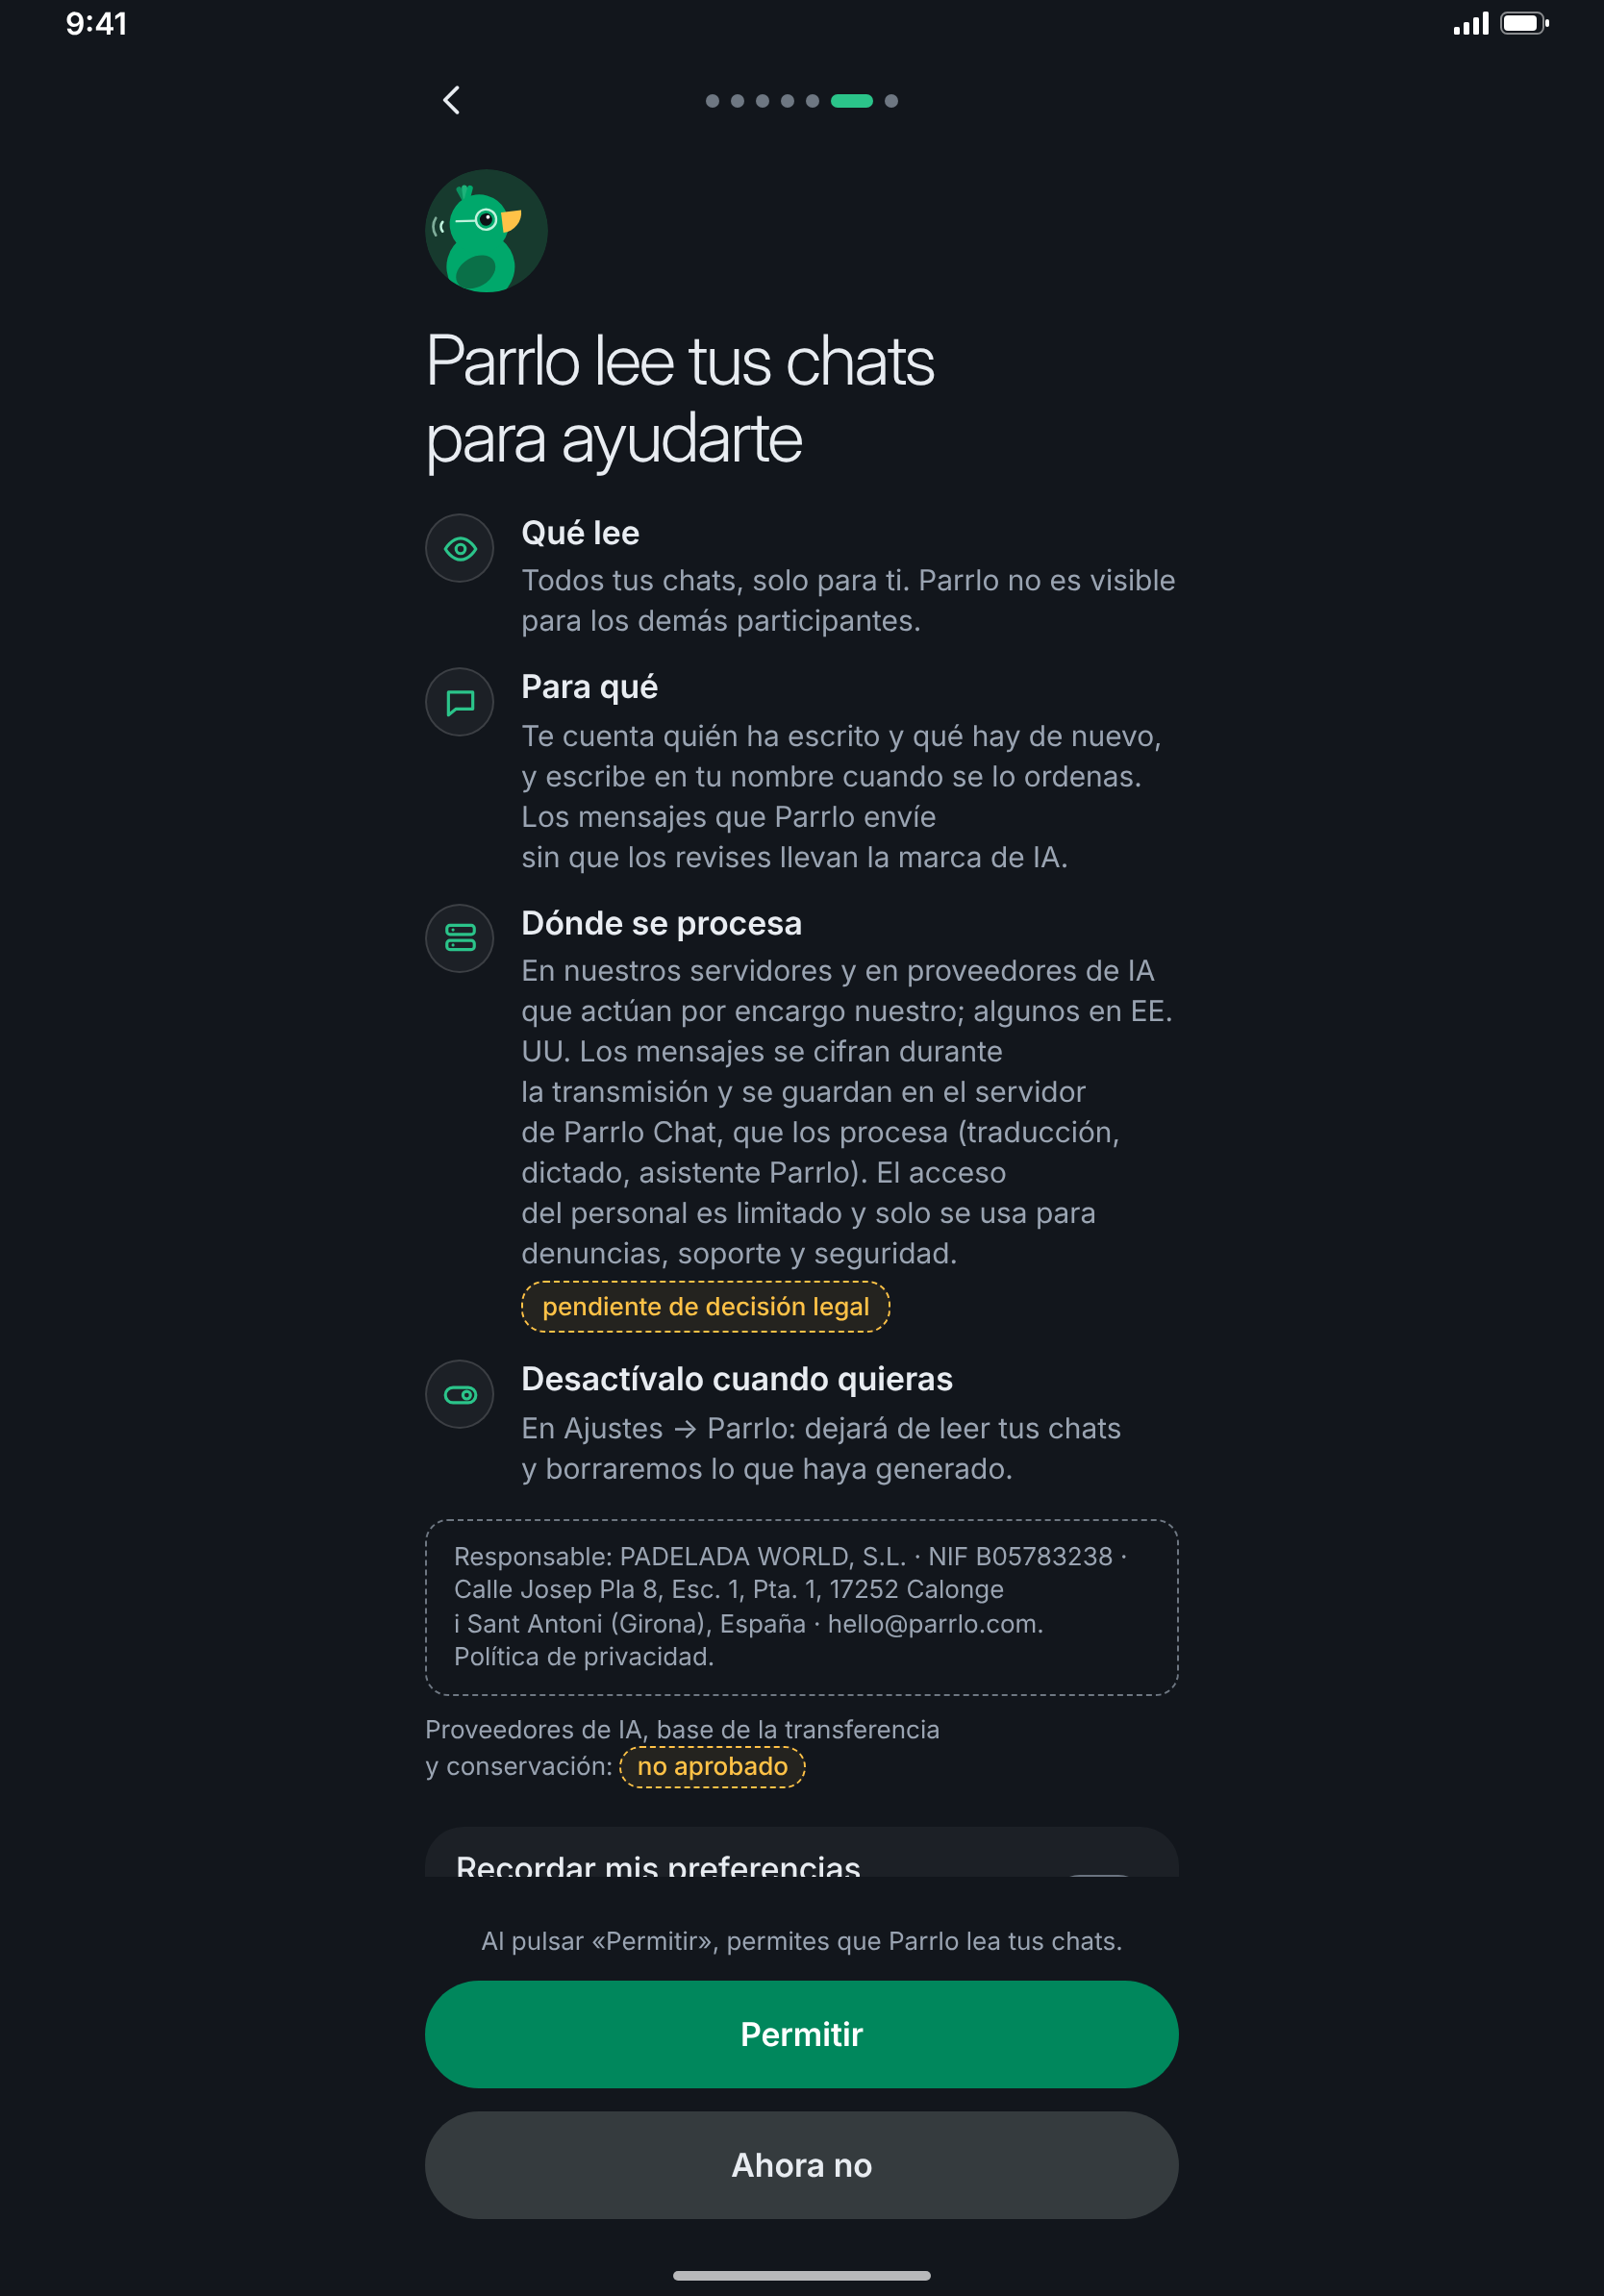 9:41
Parrlo lee tus chats
para ayudarte
Qué lee
Todos tus chats, solo para ti. Parrlo no es visible
para los demás participantes.
Para qué
Te cuenta quién ha escrito y qué hay de nuevo,
y escribe en tu nombre cuando se lo ordenas.
Los mensajes que Parrlo envíe
sin que los revises llevan la marca de IA.
Dónde se procesa
En nuestros servidores y en proveedores de IA
que actúan por encargo nuestro; algunos en EE.
UU. Los mensajes se cifran durante
la transmisión y se guardan en el servidor
de Parrlo Chat, que los procesa (traducción,
dictado, asistente Parrlo). El acceso
del personal es limitado y solo se usa para
denuncias, soporte y seguridad.
pendiente de decisión legal
Desactívalo cuando quieras
En Ajustes → Parrlo: dejará de leer tus chats
y borraremos lo que haya generado.
Responsable: PADELADA WORLD, S.L. · NIF B05783238 ·
Calle Josep Pla 8, Esc. 1, Pta. 1, 17252 Calonge
i Sant Antoni (Girona), España · hello@parrlo.com.
Política de privacidad.
Proveedores de IA, base de la transferencia
y conservación: no aprobado
Recordar mis preferencias
Al pulsar «Permitir», permites que Parrlo lea tus chats.
Permitir
Ahora no